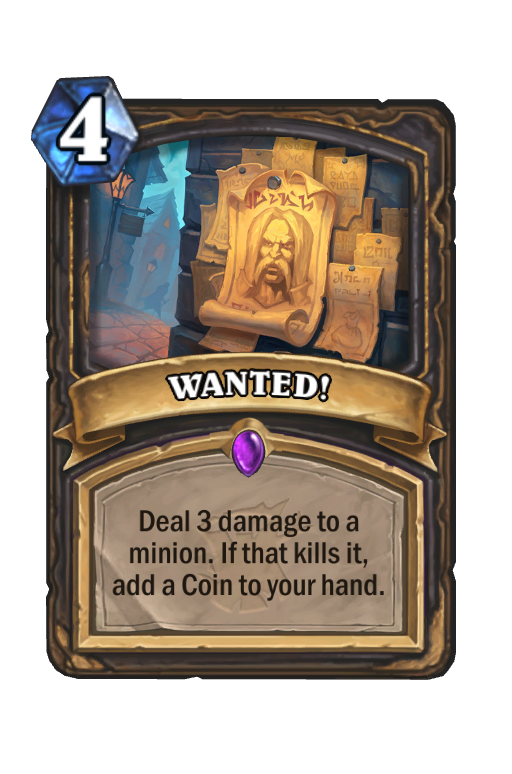 4
WANTED!
Deal 3 damage to a
minion. If that kills it,
add a Coin to your hand.